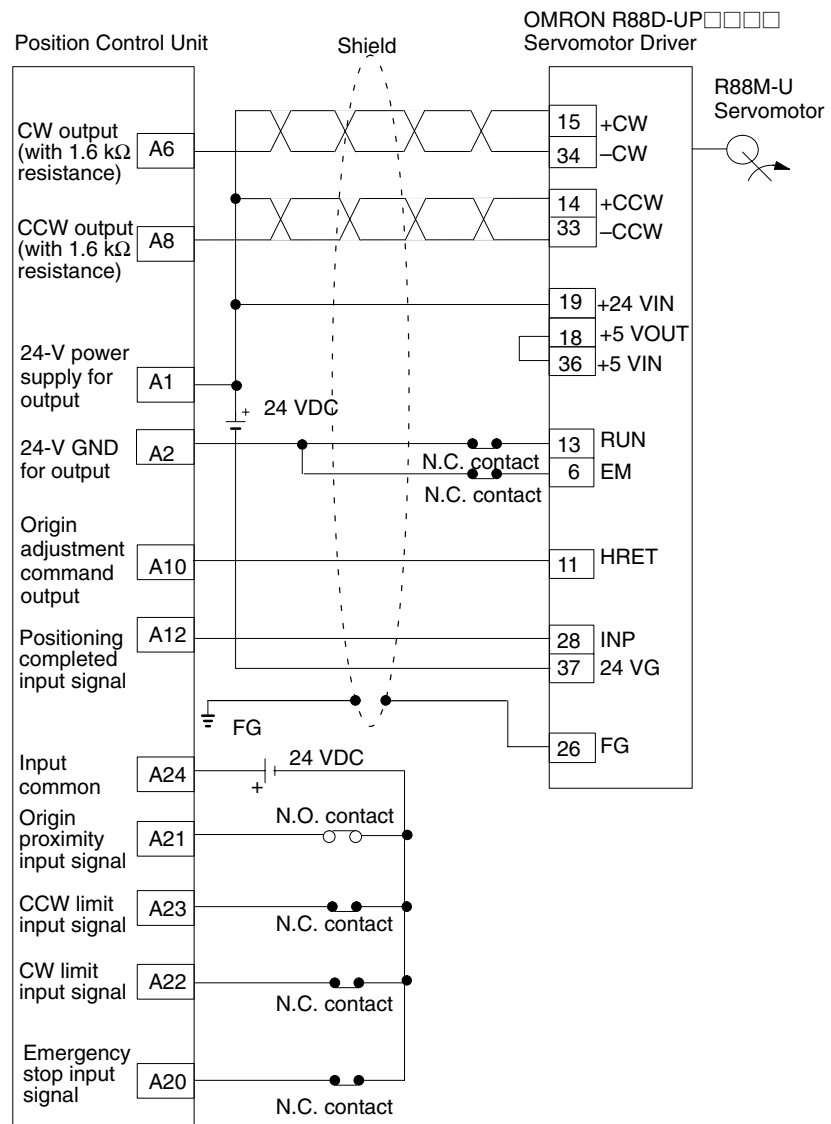 OMRON R88D-UP□□□□
Position Control Unit
Shield
Servomotor Driver
R88M-U
Servomotor
CW output
(with 1.6 kΩ
resistance)
A6
15
+CW
34
–CW
CCW output
(with 1.6 kΩ
resistance)
A8
14
+CCW
33
–CCW
19
+24 VIN
18
+5 VOUT
36
+5 VIN
24-V power
supply for
output
A1
+
24 VDC
24-V GND
for output
A2
N.C. contact
13
RUN
N.C. contact
6
EM
Origin
adjustment
command
output
A10
11
HRET
Positioning
completed
input signal
A12
28
INP
37
24 VG
FG
26
FG
Input
common
A24
+
24 VDC
Origin
proximity
input signal
A21
N.O. contact
CCW limit
input signal
A23
N.C. contact
CW limit
input signal
A22
N.C. contact
Emergency
stop input
signal
A20
N.C. contact